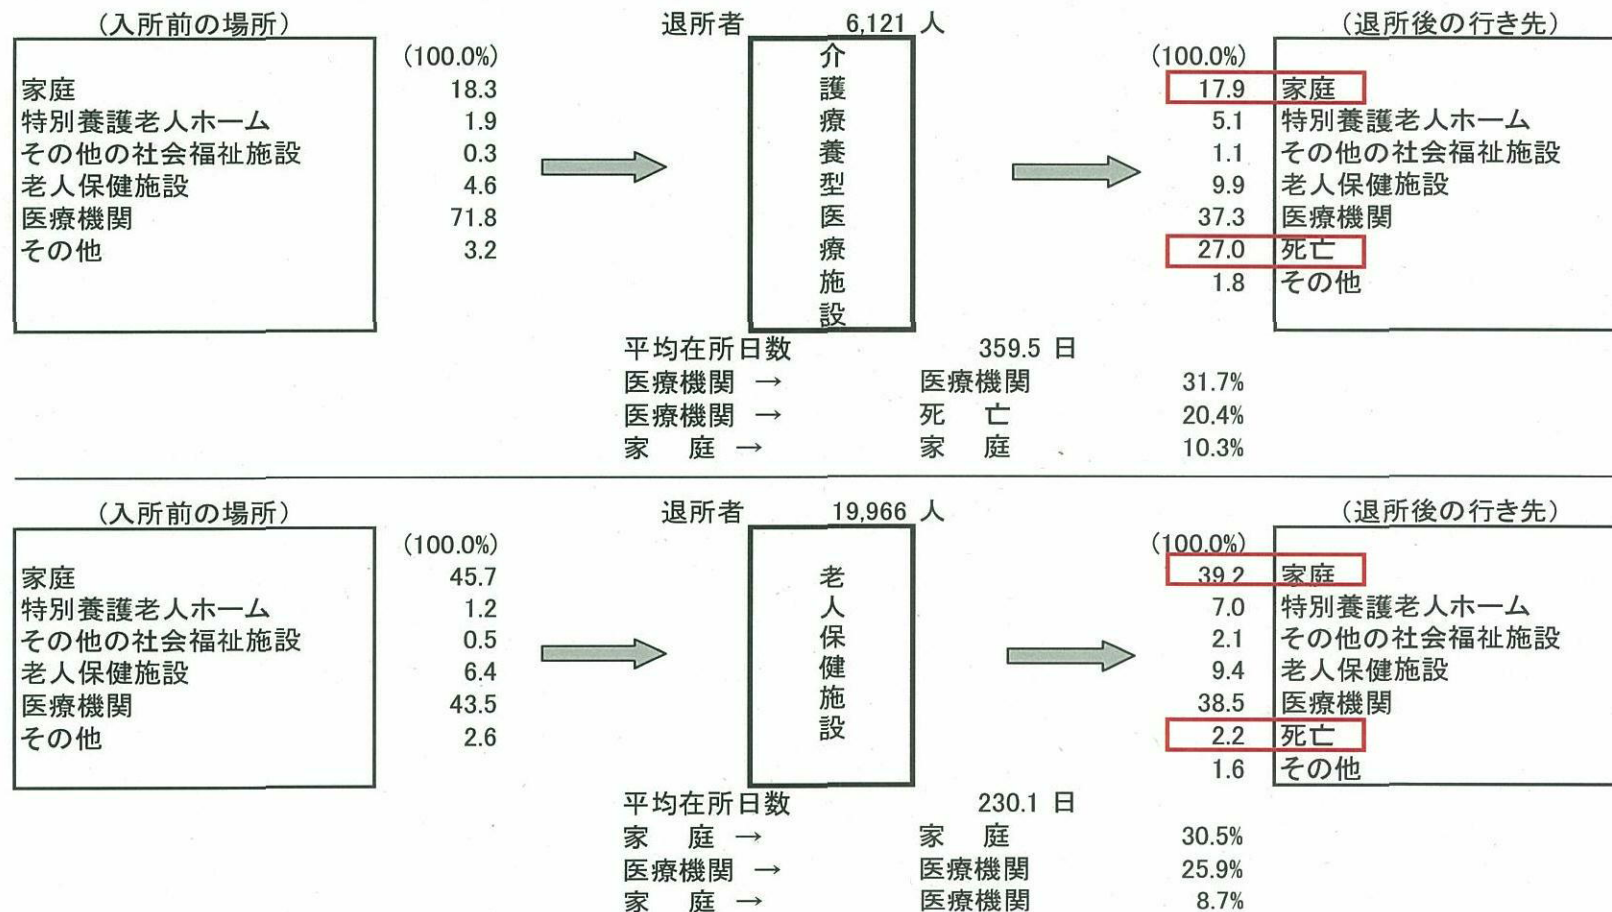 （入所前の場所） 退所者 6,121 人 （退所後の行き先）
(100.0%) (100.0%)
家庭 18.3 17.9 家庭
特別養護老人ホーム 1.9 5.1 特別養護老人ホーム
その他の社会福祉施設 0.3 1.1 その他の社会福祉施設
老人保健施設 4.6 9.9 老人保健施設
医療機関 71.8 37.3 医療機関
その他 3.2 27.0 死亡
1.8 その他
介護療養型医療施設
平均在所日数 359.5 日
医療機関 → 医療機関 31.7%
医療機関 → 死 亡 20.4%
家 庭 → 家 庭 10.3%
（入所前の場所） 退所者 19,966 人 （退所後の行き先）
(100.0%) (100.0%)
家庭 45.7 39.2 家庭
特別養護老人ホーム 1.2 7.0 特別養護老人ホーム
その他の社会福祉施設 0.5 2.1 その他の社会福祉施設
老人保健施設 6.4 9.4 老人保健施設
医療機関 43.5 38.5 医療機関
その他 2.6 2.2 死亡
1.6 その他
老人保健施設
平均在所日数 230.1 日
家 庭 → 家 庭 30.5%
医療機関 → 医療機関 25.9%
家 庭 → 医療機関 8.7%